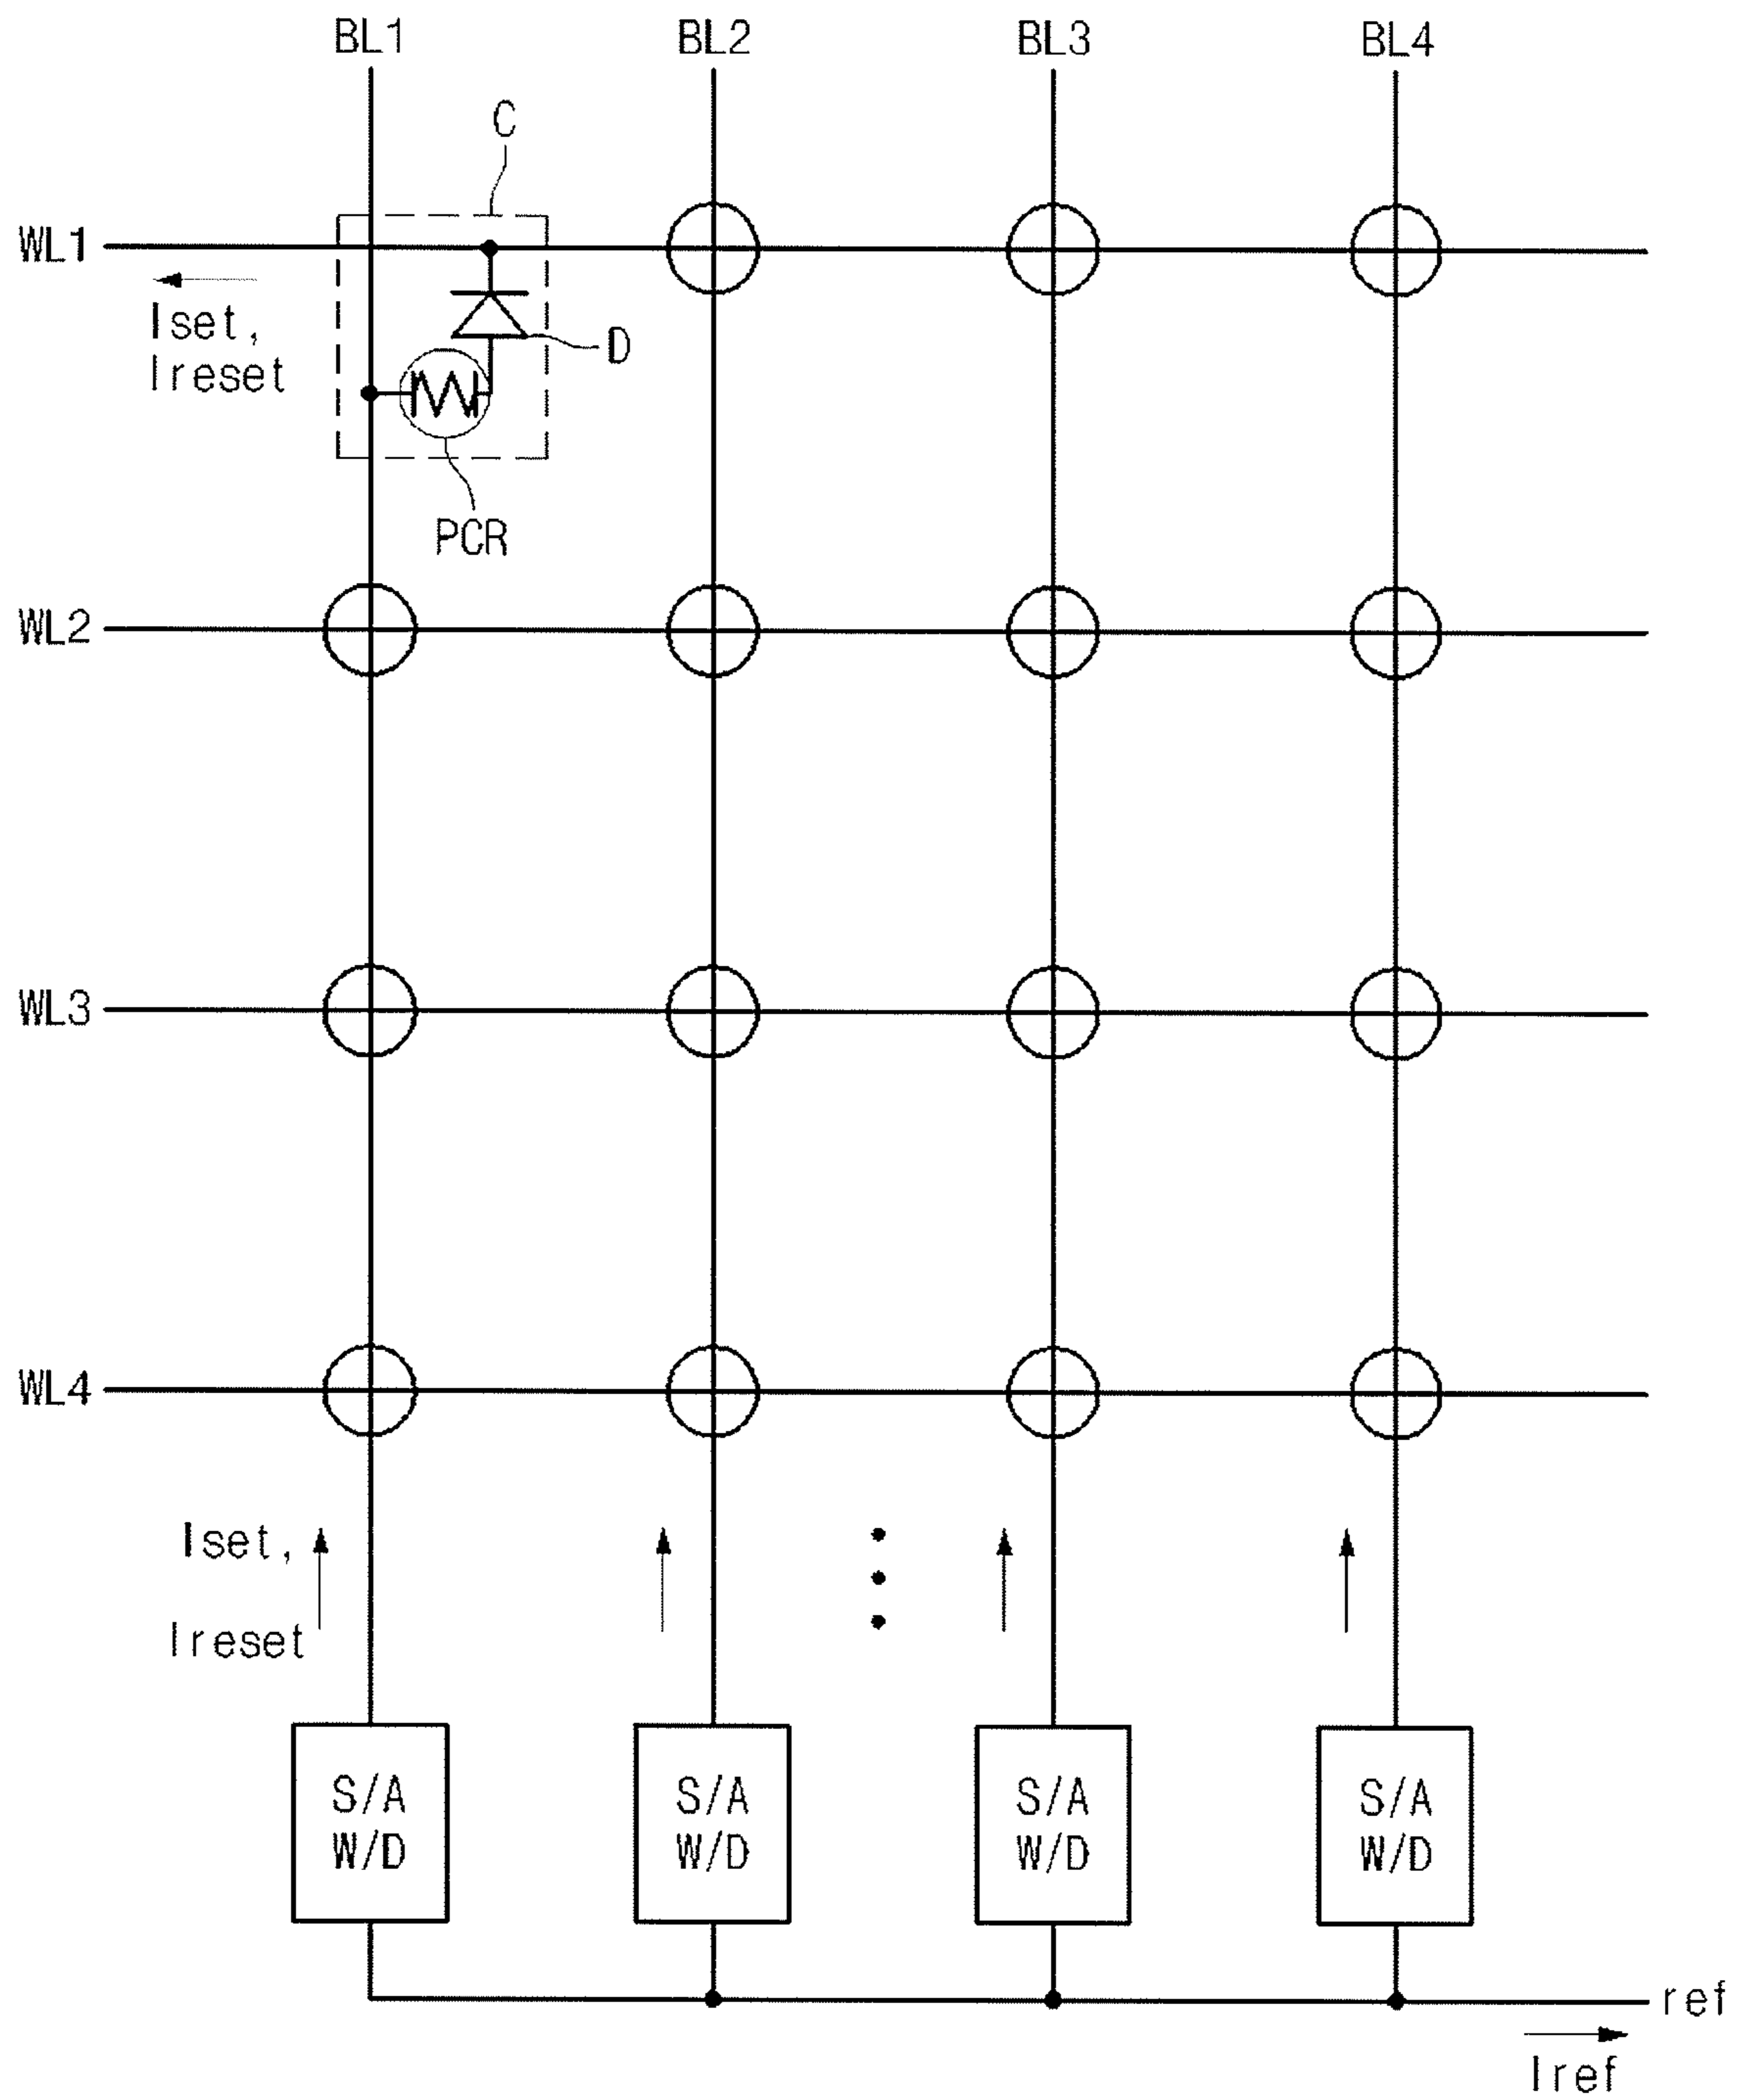 BL1 BL2 BL3 BL4
C
WL1
Iset,
Ireset
D
PCR
WL2
WL3
WL4
Iset,
Ireset
S/A S/A S/A S/A
W/D W/D W/D W/D
ref
Iref